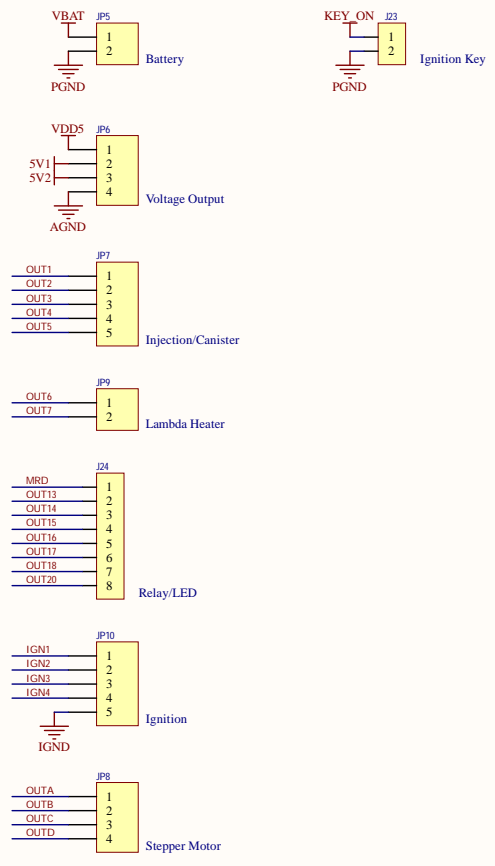 VBAT JP5
1
2
Battery
PGND
KEY_ON J23
1
2
Ignition Key
PGND
VDD5 JP6
1
5V1 2
5V2 3
4
Voltage Output
AGND
JP7
OUT1 1
OUT2 2
OUT3 3
OUT4 4
OUT5 5
Injection/Canister
JP9
OUT6 1
OUT7 2
Lambda Heater
J24
MRD 1
OUT13 2
OUT14 3
OUT15 4
OUT16 5
OUT17 6
OUT18 7
OUT20 8
Relay/LED
JP10
IGN1 1
IGN2 2
IGN3 3
IGN4 4
5
Ignition
IGND
JP8
OUTA 1
OUTB 2
OUTC 3
OUTD 4
Stepper Motor